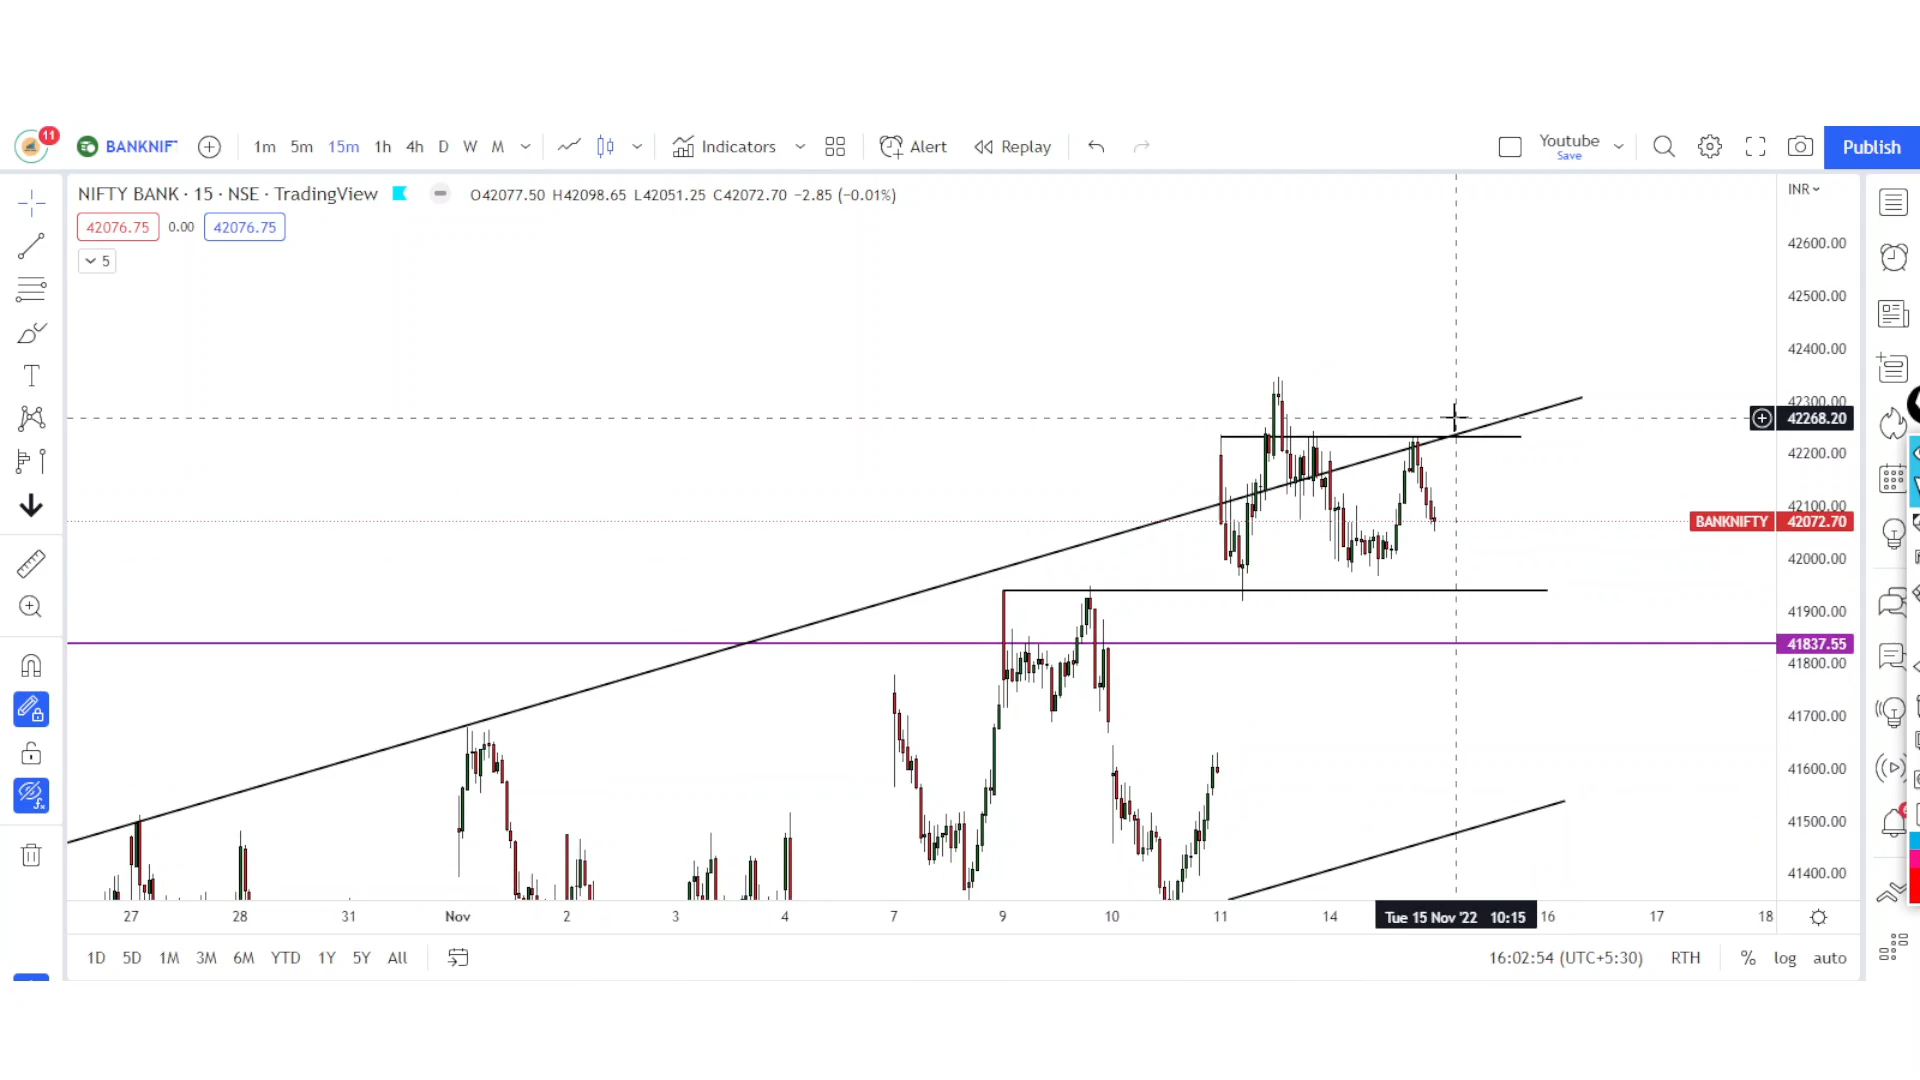 11 BANKNIF 1m 5m 15m 1h 4h D W M Indicators Alert Replay Youtube Save Publish
NIFTY BANK · 15 · NSE · TradingView O42077.50 H42098.65 L42051.25 C42072.70 −2.85 (−0.01%) INR
42076.75 0.00 42076.75
5
42600.00
42500.00
42400.00
42300.00
42268.20
42200.00
42100.00
BANKNIFTY 42072.70
42000.00
41900.00
41837.55
41800.00
41700.00
41600.00
41500.00
41400.00
27 28 31 Nov 2 3 4 7 9 10 11 14 Tue 15 Nov '22 10:15 16 17 18
1D 5D 1M 3M 6M YTD 1Y 5Y All 16:02:54 (UTC+5:30) RTH % log auto